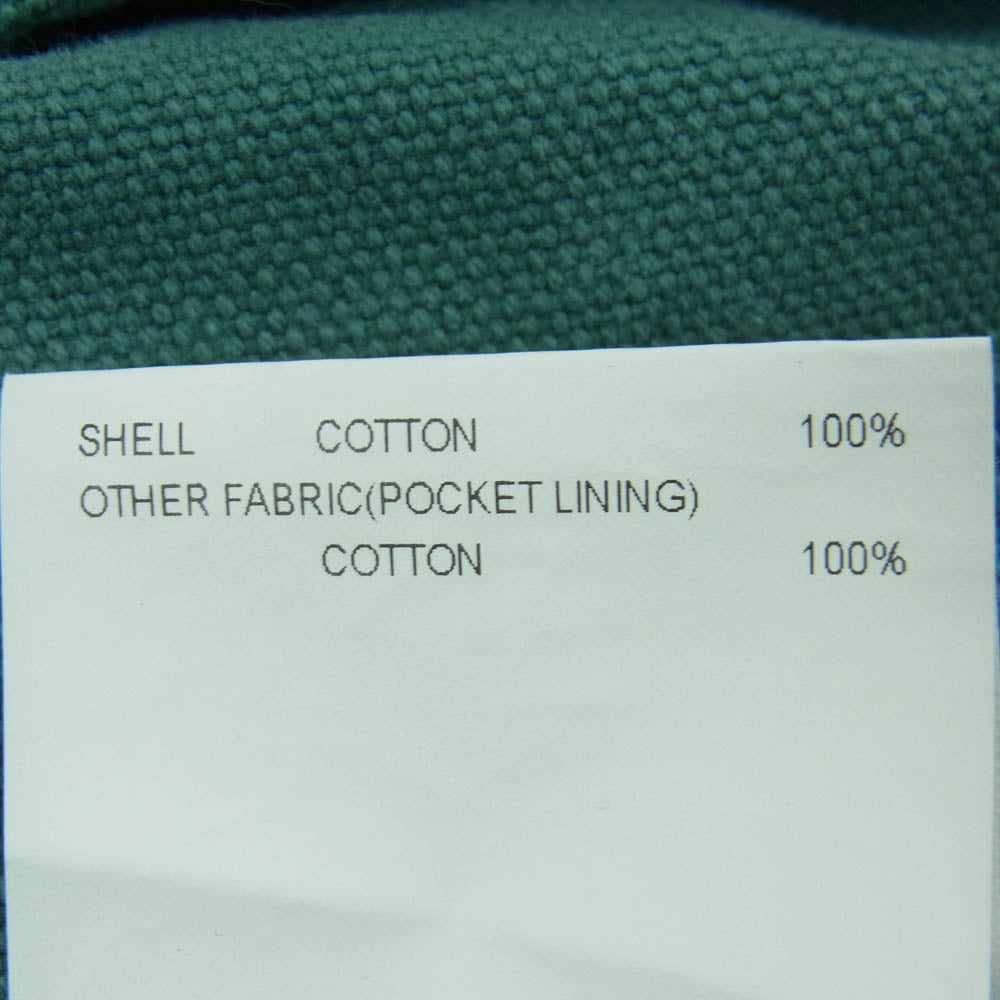 SHELL COTTON 100%
OTHER FABRIC(POCKET LINING)
COTTON 100%